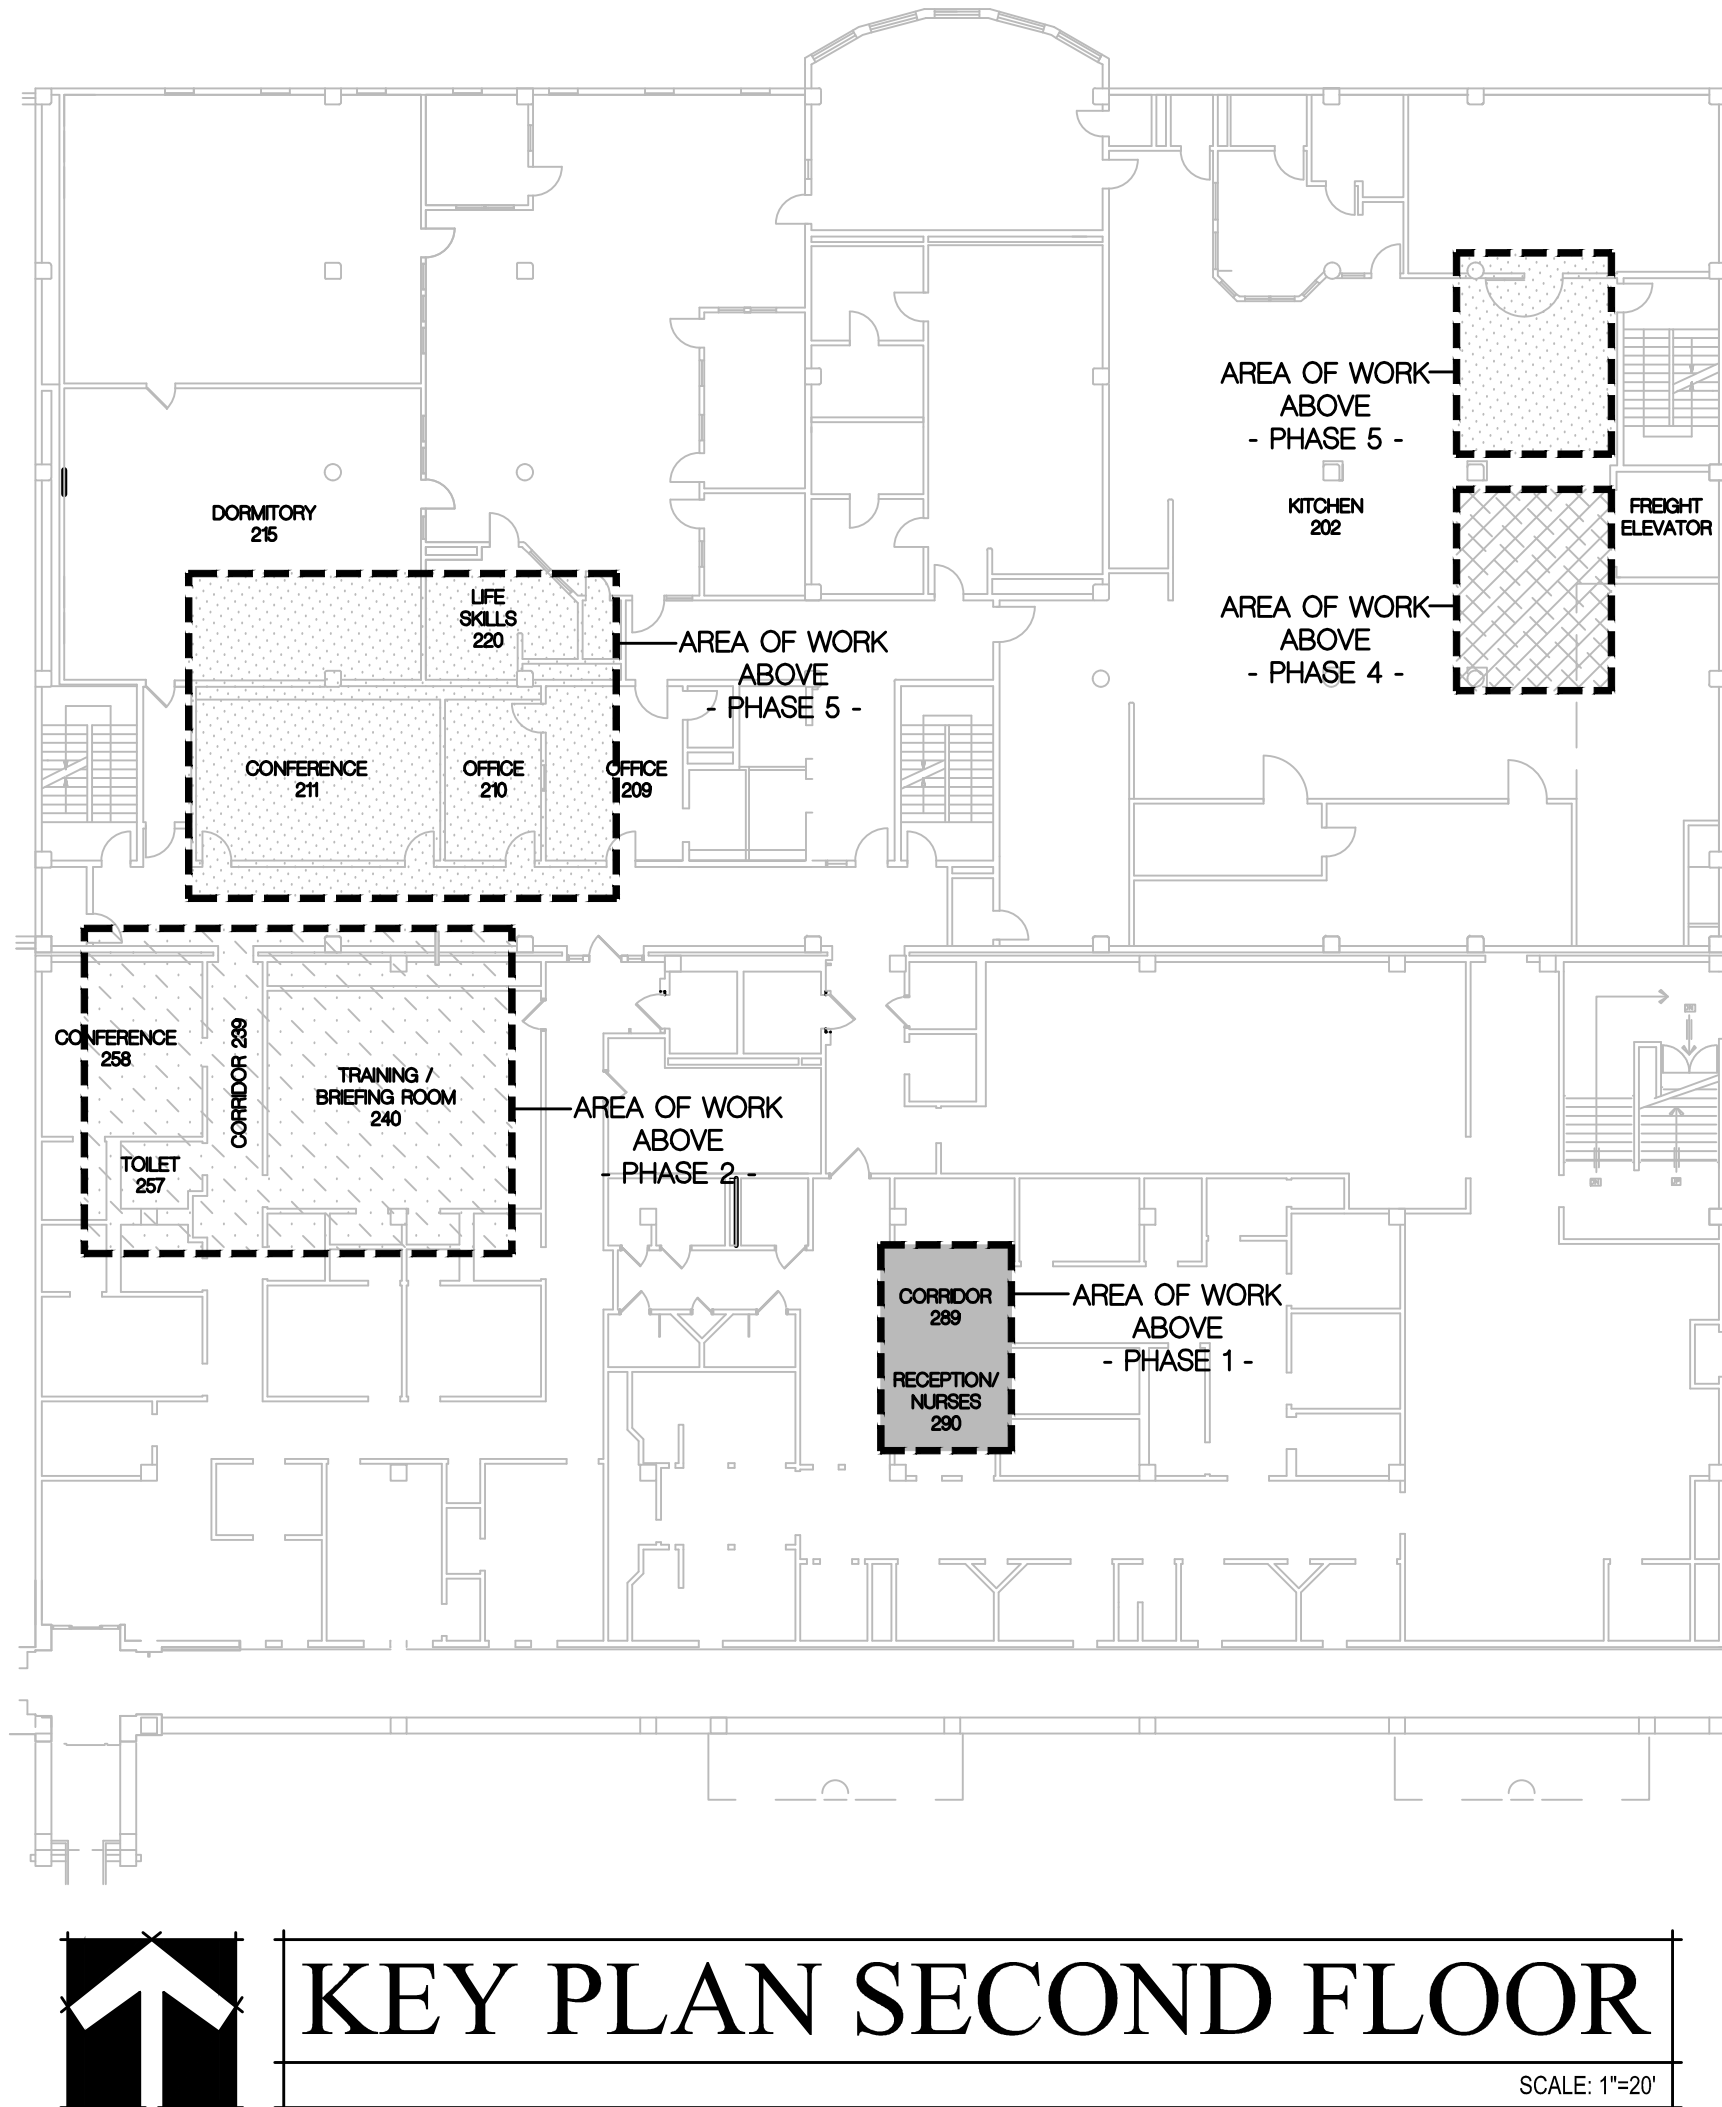 AREA OF WORK
ABOVE
- PHASE 5 -
DORMITORY
215
KITCHEN
202
FREIGHT
ELEVATOR
LIFE
SKILLS
220
AREA OF WORK
ABOVE
- PHASE 4 -
AREA OF WORK
ABOVE
- PHASE 5 -
CONFERENCE
211
OFFICE
210
OFFICE
209
CONFERENCE
258
CORRIDOR 239
TRAINING /
BRIEFING ROOM
240
AREA OF WORK
ABOVE
- PHASE 2 -
TOILET
257
CORRIDOR
289
AREA OF WORK
ABOVE
- PHASE 1 -
RECEPTION/
NURSES
290
KEY PLAN SECOND FLOOR
SCALE: 1"=20'